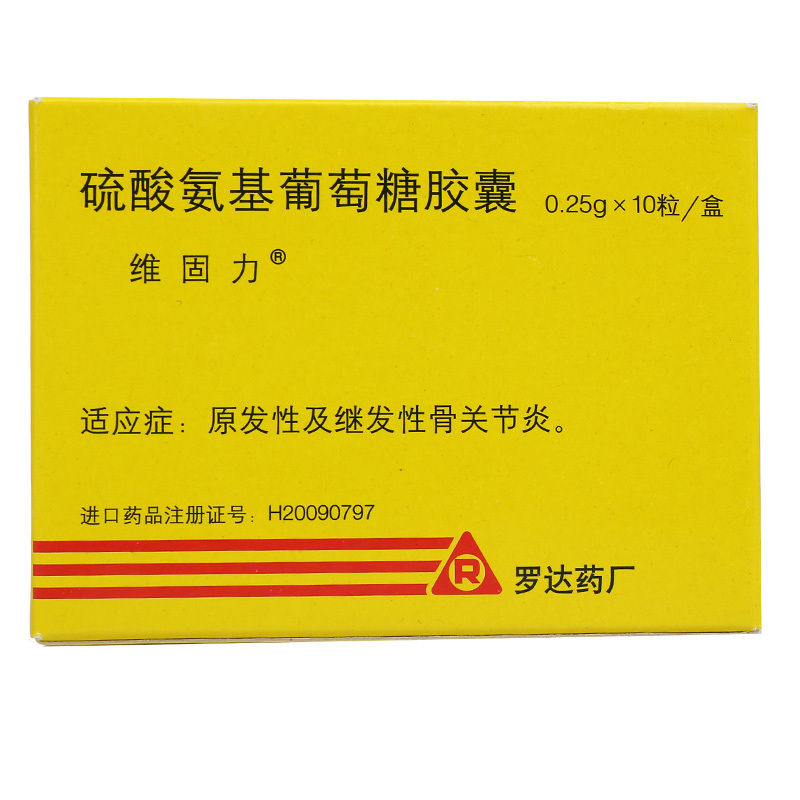 硫酸氨基葡萄糖胶囊 0.25g×10粒/盒
维固力®
适应症：原发性及继发性骨关节炎。
进口药品注册证号：H20090797
R 罗达药厂